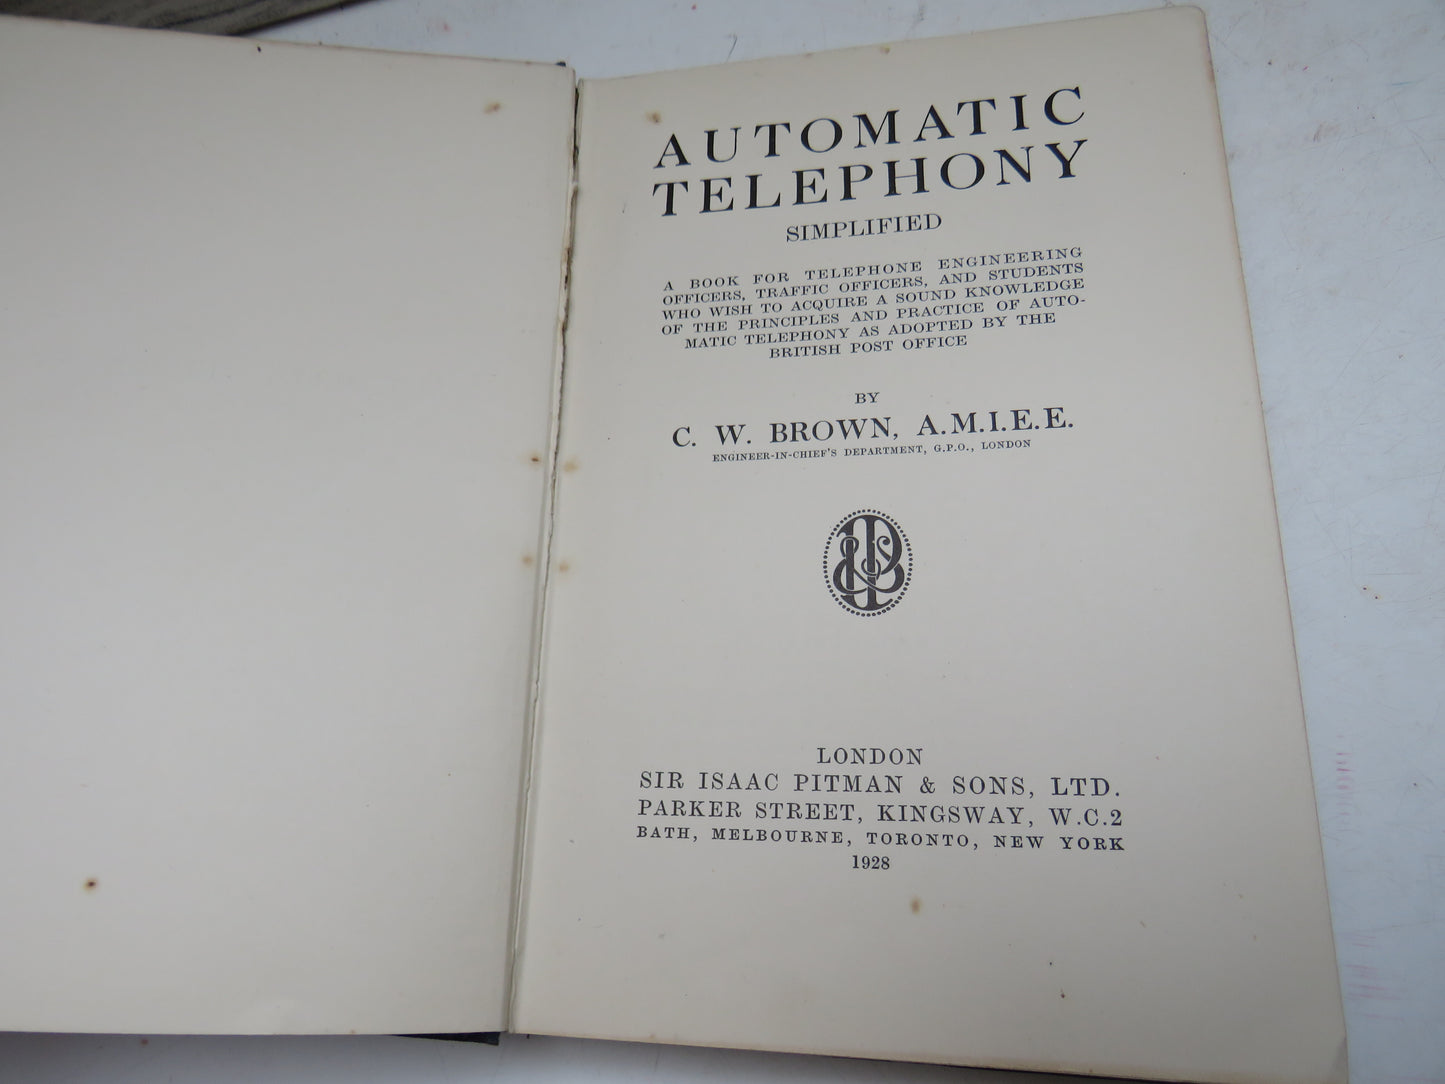 AUTOMATIC
TELEPHONY
SIMPLIFIED
A BOOK FOR TELEPHONE ENGINEERING
OFFICERS, TRAFFIC OFFICERS, AND STUDENTS
WHO WISH TO ACQUIRE A SOUND KNOWLEDGE
OF THE PRINCIPLES AND PRACTICE OF AUTO-
MATIC TELEPHONY AS ADOPTED BY THE
BRITISH POST OFFICE
BY
C. W. BROWN, A.M.I.E.E.
ENGINEER-IN-CHIEF'S DEPARTMENT, G.P.O., LONDON
LONDON
SIR ISAAC PITMAN & SONS, LTD.
PARKER STREET, KINGSWAY, W.C.2
BATH, MELBOURNE, TORONTO, NEW YORK
1928